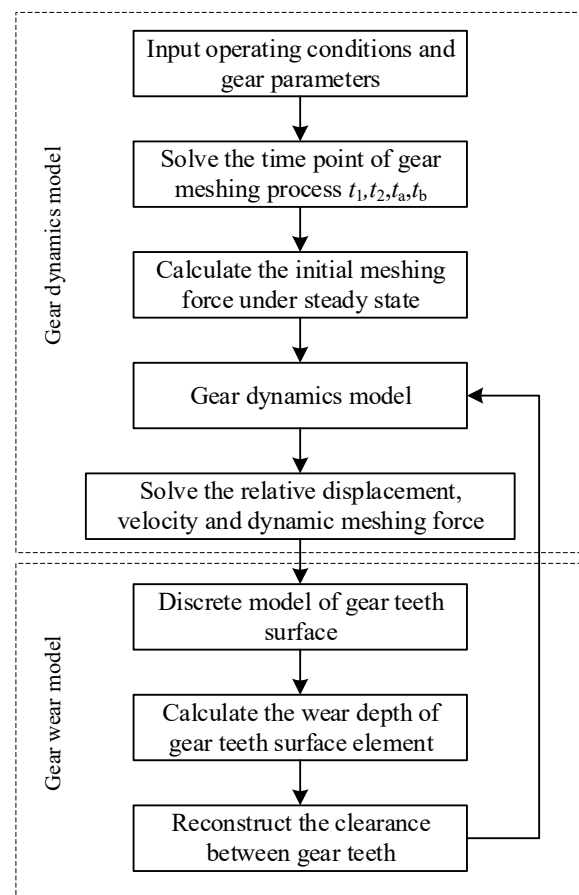 Input operating conditions and
gear parameters
Solve the time point of gear
meshing process t₁,t₂,tₐ,t_b
Calculate the initial meshing
force under steady state
Gear dynamics model
Gear dynamics model
Solve the relative displacement,
velocity and dynamic meshing force
Discrete model of gear teeth
surface
Gear wear model
Calculate the wear depth of
gear teeth surface element
Reconstruct the clearance
between gear teeth